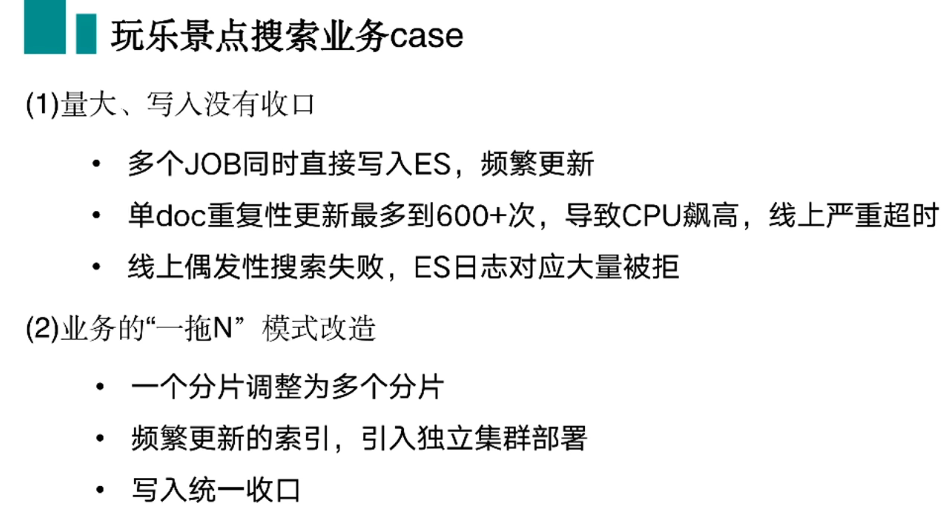 玩乐景点搜索业务case
(1)量大、写入没有收口
• 多个JOB同时直接写入ES，频繁更新
• 单doc重复性更新最多到600+次，导致CPU飙高，线上严重超时
• 线上偶发性搜索失败，ES日志对应大量被拒
(2)业务的“一拖N”模式改造
• 一个分片调整为多个分片
• 频繁更新的索引，引入独立集群部署
• 写入统一收口